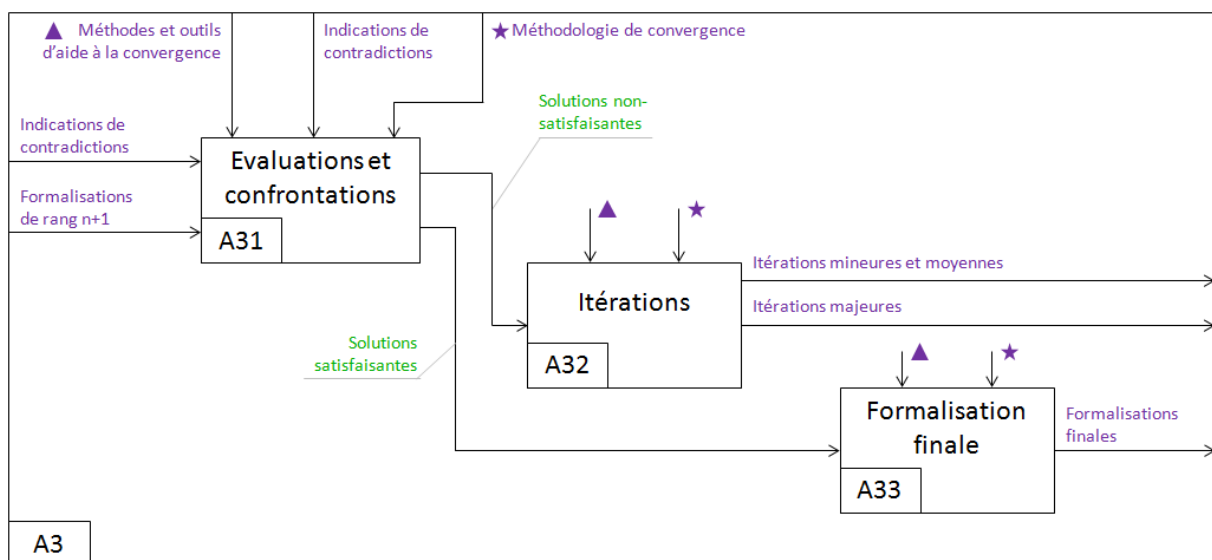 Méthodes et outils
d'aide à la convergence
Indications de
contradictions
Méthodologie de convergence
Indications de
contradictions
Formalisations
de rang n+1
Evaluations et
confrontations
A31
Solutions non-
satisfaisantes
Itérations
A32
Itérations mineures et moyennes
Itérations majeures
Solutions
satisfaisantes
Formalisation
finale
A33
Formalisations
finales
A3